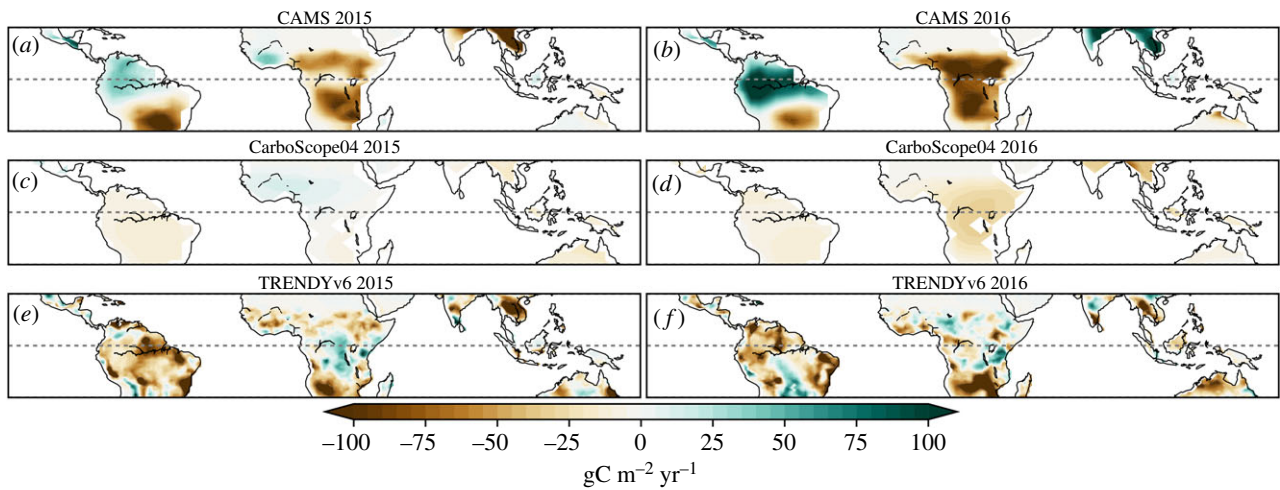 CAMS 2015 CAMS 2016
(a) (b)
CarboScope04 2015 CarboScope04 2016
(c) (d)
TRENDYv6 2015 TRENDYv6 2016
(e) (f)
–100 –75 –50 –25 0 25 50 75 100
gC m⁻² yr⁻¹